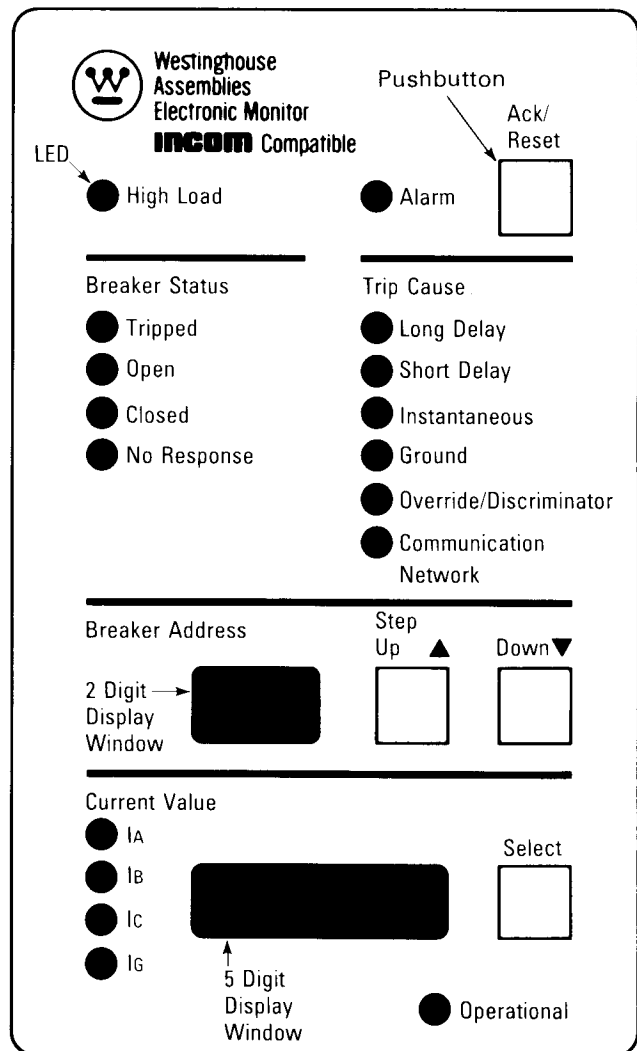 Westinghouse
Assemblies
Electronic Monitor
INCOM Compatible
Pushbutton
Ack/
Reset
LED
High Load
Alarm
Breaker Status
Tripped
Open
Closed
No Response
Trip Cause
Long Delay
Short Delay
Instantaneous
Ground
Override/Discriminator
Communication
Network
Breaker Address
Step
Up ▲
Down ▼
2 Digit
Display
Window
Current Value
IA
IB
IC
IG
Select
5 Digit
Display
Window
Operational